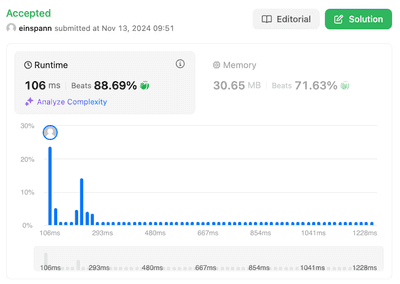 Accepted
einspann submitted at Nov 13, 2024 09:51
Editorial
Solution
Runtime
106 ms | Beats 88.69%
Analyze Complexity
Memory
30.65 MB | Beats 71.63%
30%
20%
10%
0%
106ms 293ms 480ms 667ms 854ms 1041ms 1228ms
106ms 293ms 480ms 667ms 854ms 1041ms 1228ms